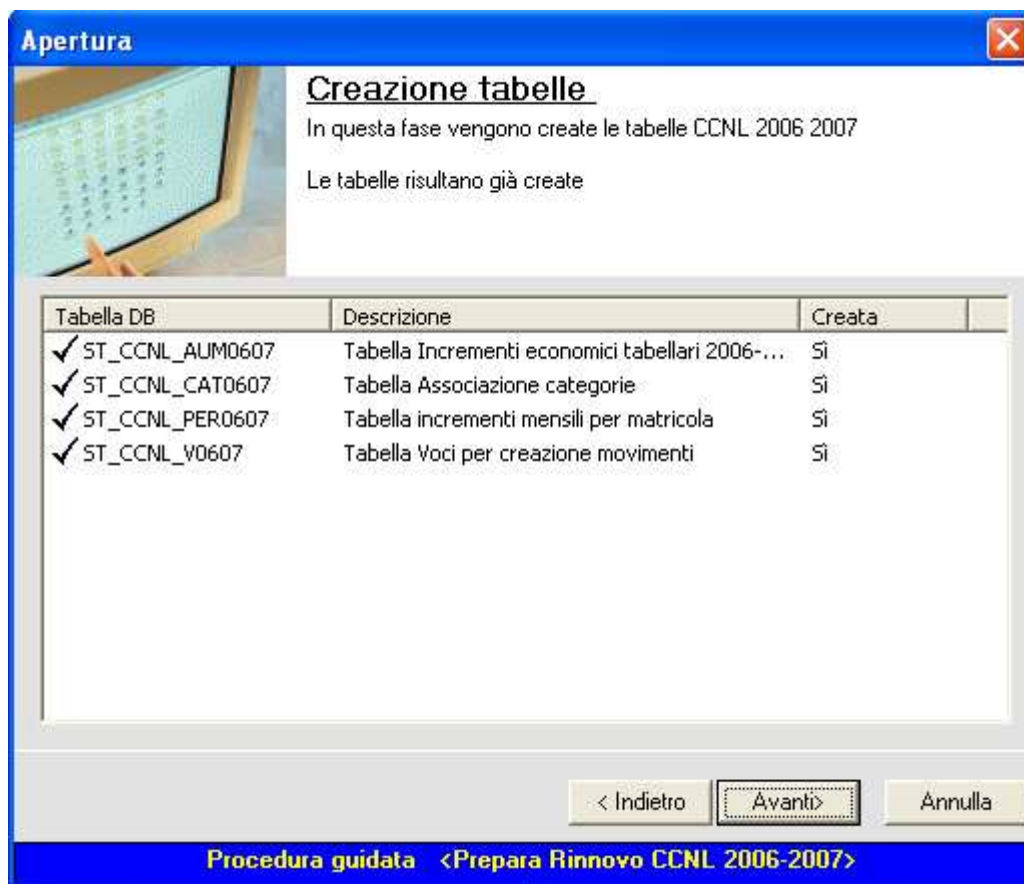 Apertura
Creazione tabelle
In questa fase vengono create le tabelle CCNL 2006 2007
Le tabelle risultano già create
Tabella DB Descrizione Creata
ST_CCNL_AUM0607 Tabella Incrementi economici tabellari 2006-... Sì
ST_CCNL_CAT0607 Tabella Associazione categorie Sì
ST_CCNL_PER0607 Tabella incrementi mensili per matricola Sì
ST_CCNL_V0607 Tabella Voci per creazione movimenti Sì
< Indietro Avanti> Annulla
Procedura guidata <Prepara Rinnovo CCNL 2006-2007>